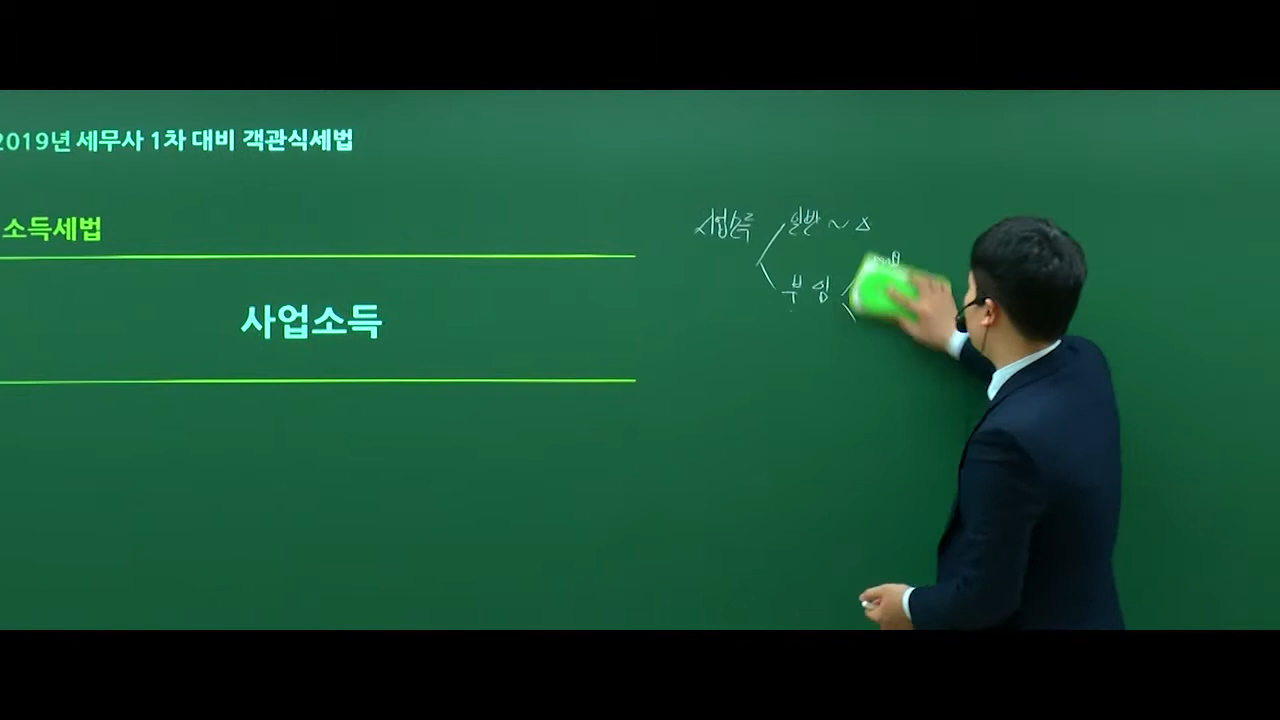 2019년 세무사 1차 대비 객관식세법
소득세법
사업소득
사업소득
일반 ~ △
부 임